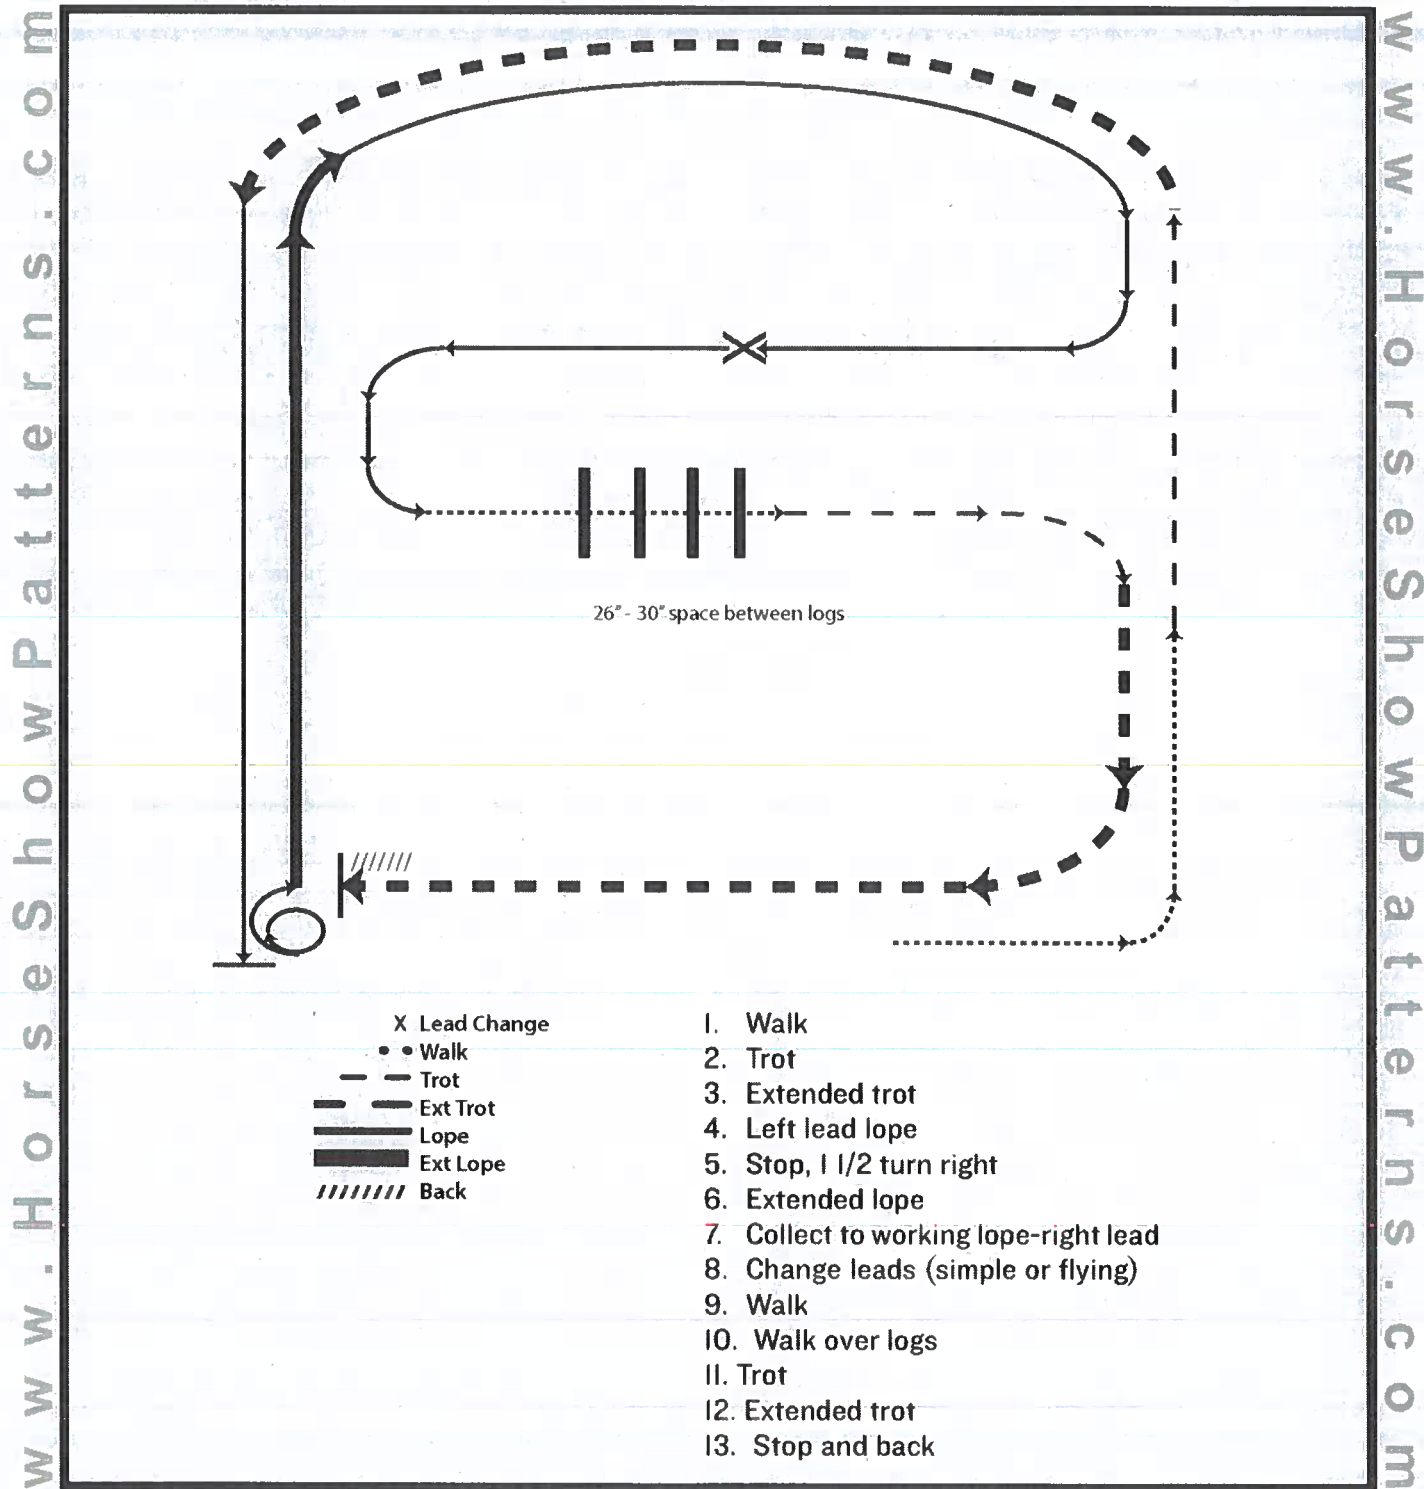 www.HorseShowPatterns.com
www.HorseShowPatterns.com
26" - 30" space between logs
X Lead Change
Walk
Trot
Ext Trot
Lope
Ext Lope
Back
1. Walk
2. Trot
3. Extended trot
4. Left lead lope
5. Stop, 1 1/2 turn right
6. Extended lope
7. Collect to working lope-right lead
8. Change leads (simple or flying)
9. Walk
10. Walk over logs
11. Trot
12. Extended trot
13. Stop and back